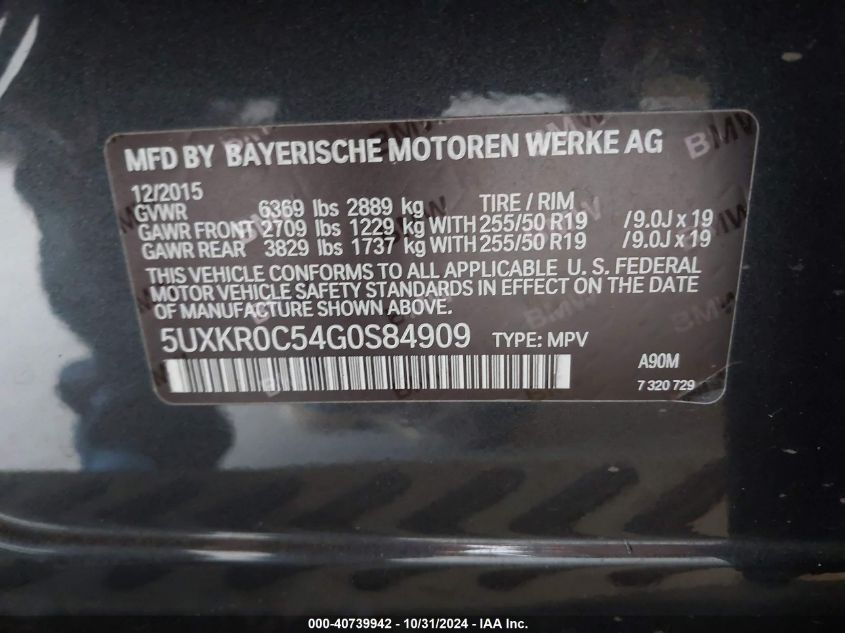 MFD BY BAYERISCHE MOTOREN WERKE AG
12/2015
GVWR 6369 lbs 2889 kg TIRE / RIM
GAWR FRONT 2709 lbs 1229 kg WITH 255/50 R19 /9.0J x 19
GAWR REAR 3829 lbs 1737 kg WITH 255/50 R19 /9.0J x 19
THIS VEHICLE CONFORMS TO ALL APPLICABLE U. S. FEDERAL
MOTOR VEHICLE SAFETY STANDARDS IN EFFECT ON THE DATE
OF MANUFACTURE SHOWN ABOVE.
5UXKR0C54G0S84909 TYPE: MPV
A90M
7 320 729
000-40739942 - 10/31/2024 - IAA Inc.